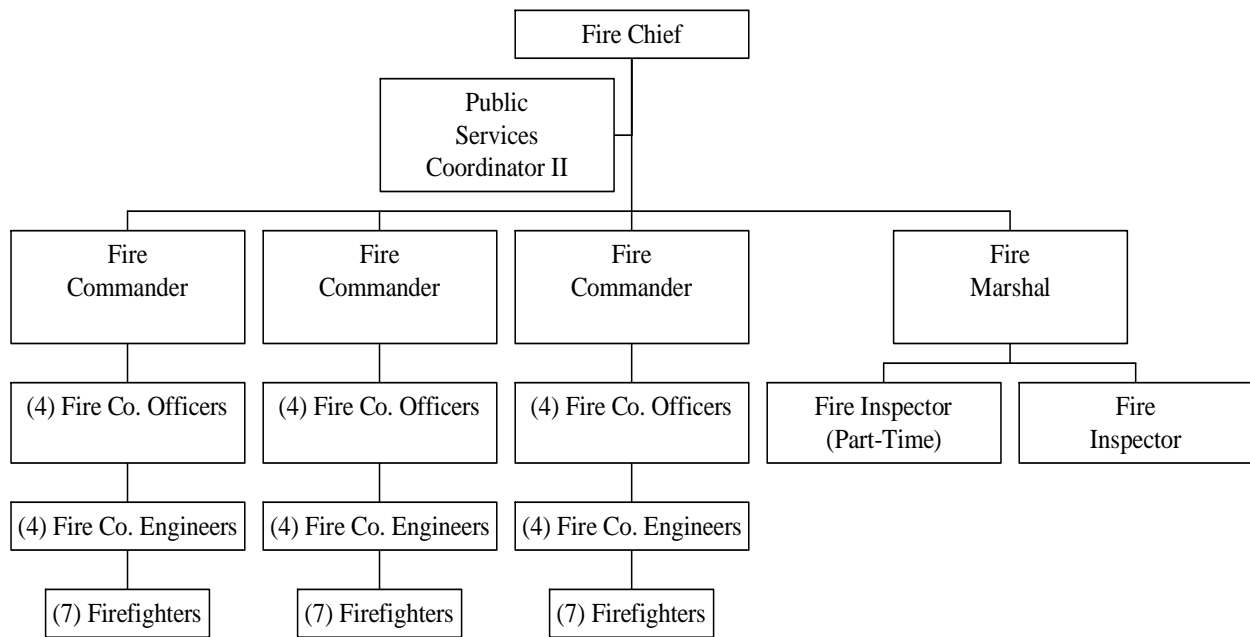 Fire Chief
Public
Services
Coordinator II
Fire
Commander
Fire
Commander
Fire
Commander
Fire
Marshal
(4) Fire Co. Officers
(4) Fire Co. Officers
(4) Fire Co. Officers
Fire Inspector
(Part-Time)
Fire
Inspector
(4) Fire Co. Engineers
(4) Fire Co. Engineers
(4) Fire Co. Engineers
(7) Firefighters
(7) Firefighters
(7) Firefighters